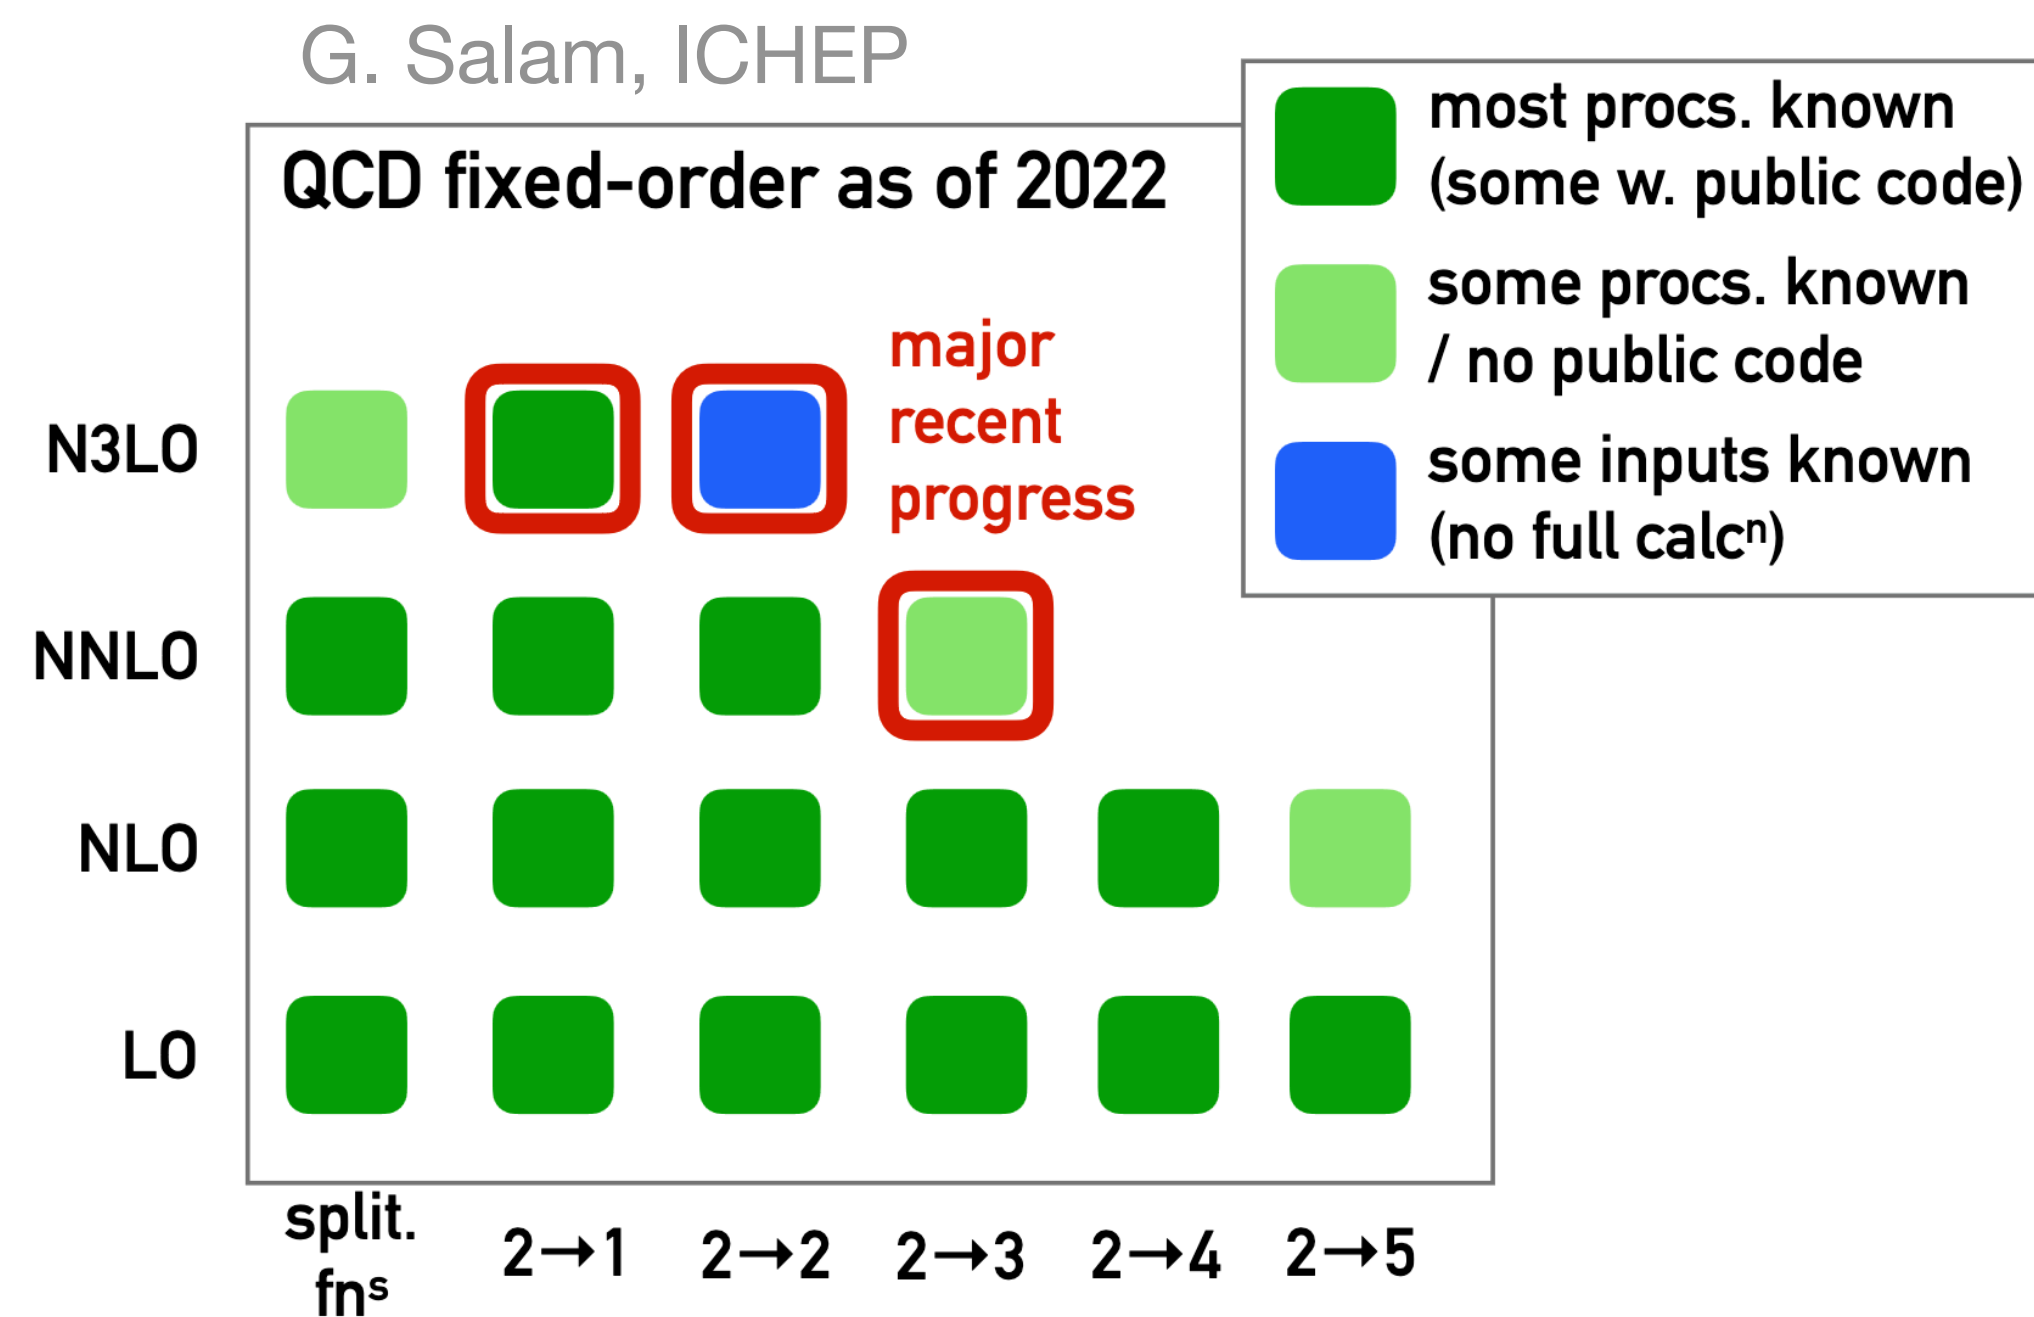 G. Salam, ICHEP
QCD fixed-order as of 2022
most procs. known
(some w. public code)
some procs. known
/ no public code
some inputs known
(no full calcⁿ)
major
recent
progress
N3LO
NNLO
NLO
LO
split.
fnˢ
2→1
2→2
2→3
2→4
2→5